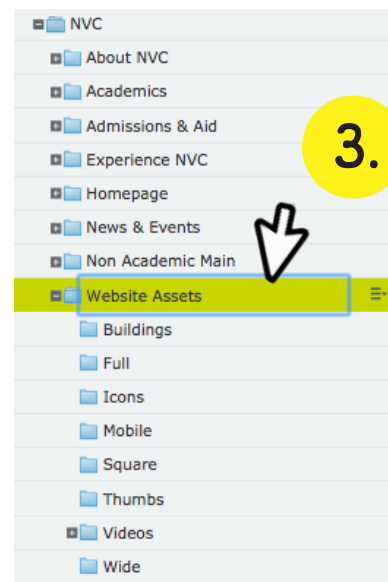 NVC
About NVC
Academics
Admissions & Aid
3.
Experience NVC
Homepage
News & Events
Non Academic Main
Website Assets
Buildings
Full
Icons
Mobile
Square
Thumbs
Videos
Wide